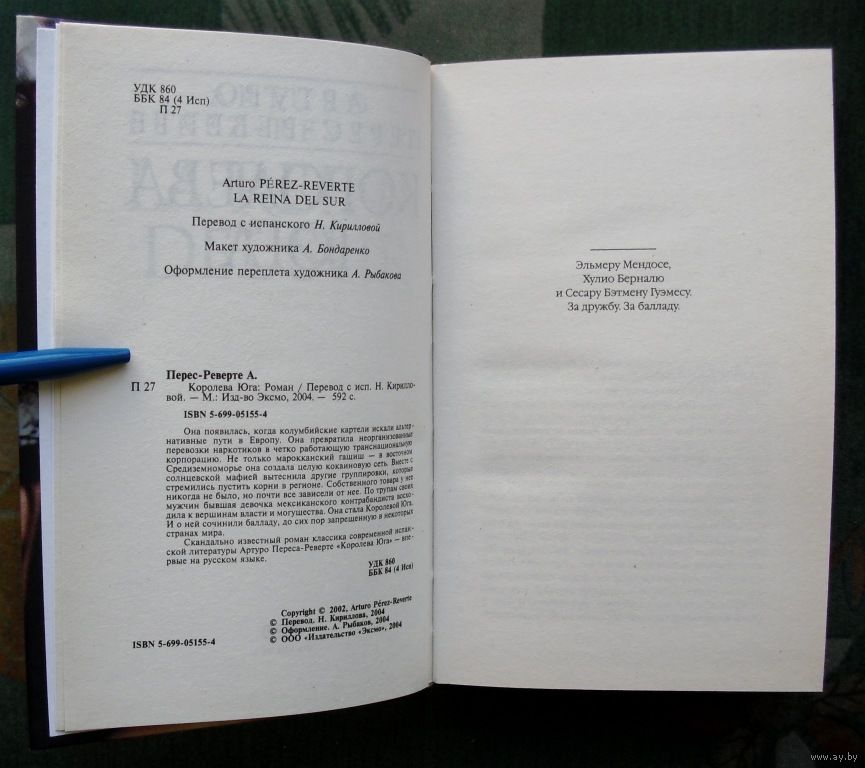 УДК 860
ББК 84 (4 Исп)
П 27
Arturo PÉREZ-REVERTE
LA REINA DEL SUR
Перевод с испанского Н. Кирилловой
Макет художника А. Бондаренко
Оформление переплета художника А. Рыбакова
Перес-Реверте А.
П 27 Королева Юга: Роман / Перевод с исп. Н. Кирилло-
вой. — М.: Изд-во Эксмо, 2004. — 592 с.
ISBN 5-699-05155-4
Она появилась, когда колумбийские картели искали альтер-
нативные пути в Европу. Она превратила неорганизованные
перевозки наркотиков в четко работающую транснациональную
корпорацию. Не только марокканский гашиш — в восточном
Средиземноморье она создала целую кокаиновую сеть. Вместе с
солнцевской мафией вытеснила другие группировки, которые
стремились пустить корни в регионе. Собственного товара у нее
никогда не было, но почти все зависели от нее. По трупам своих
мужчин бывшая девочка мексиканского контрабандиста восхо-
дила к вершинам власти и могущества. Она стала Королевой Юга.
И о ней сочинили балладу, до сих пор запрещенную в некоторых
странах мира.
Скандально известный роман классика современной испан-
ской литературы Артуро Переса-Реверте «Королева Юга» — впе-
рвые на русском языке.
УДК 860
ББК 84 (4 Исп)
Copyright © 2002, Arturo Pérez-Reverte
© Перевод. Н. Кириллова, 2004
© Оформление. А. Рыбаков, 2004
ISBN 5-699-05155-4 © ООО «Издательство «Эксмо», 2004
Эльмеру Мендосе,
Хулио Берналю
и Сесару Бэтмену Гуэмесу.
За дружбу. За балладу.
www.ay.by